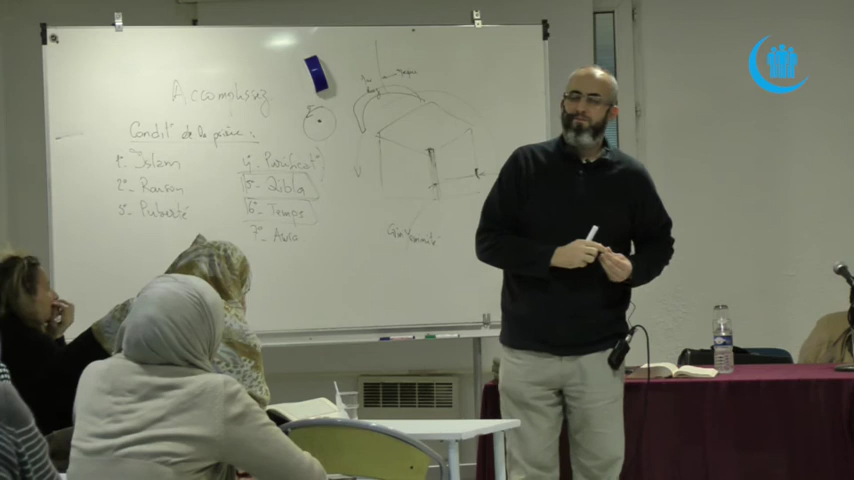 Accomplissez
Condit° de la prière :
1°- Islam
2°- Raison
3°- Puberté
4°- Purificat°
5°- Qibla
6°- Temps
7°- Awra